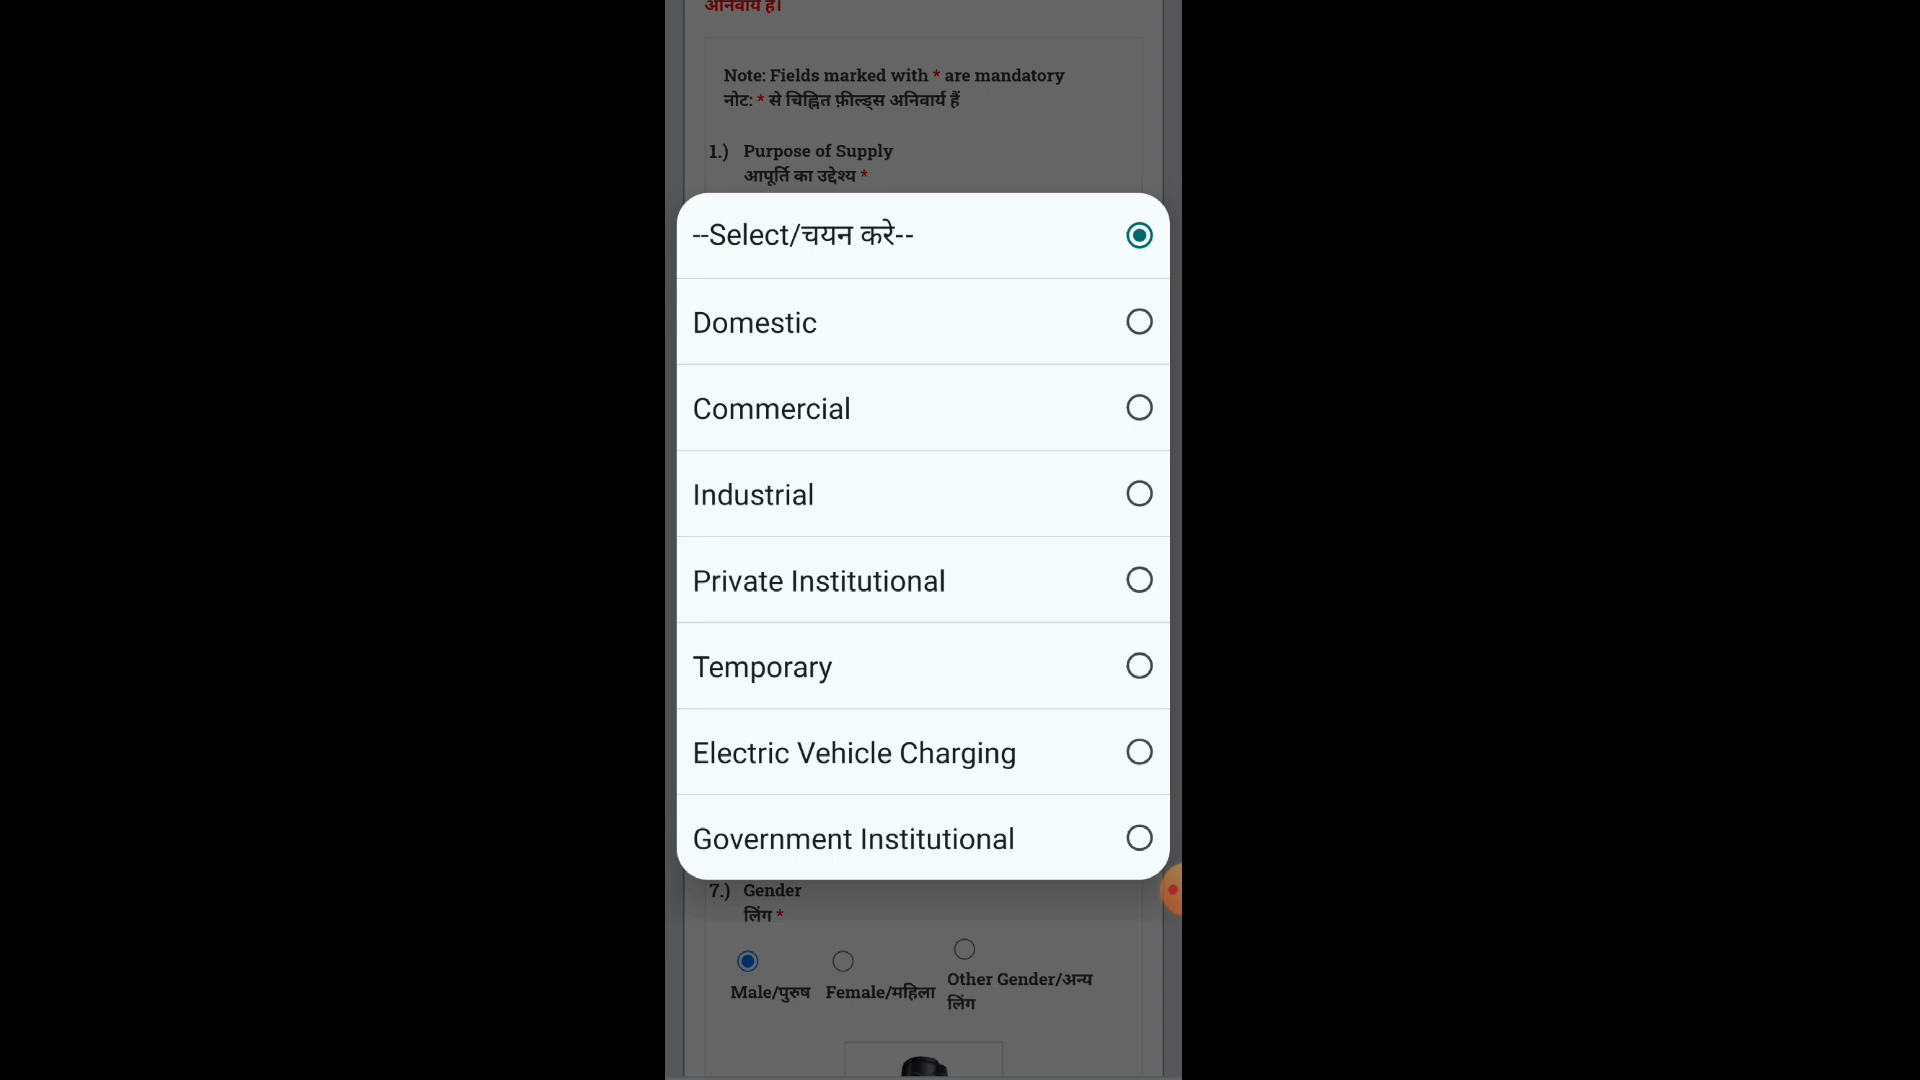 अनिवार्य है।
Note: Fields marked with * are mandatory
नोट: * से चिह्नित फ़ील्ड्स अनिवार्य हैं
1.) Purpose of Supply
आपूर्ति का उद्देश्य *
--Select/चयन करे--
Domestic
Commercial
Industrial
Private Institutional
Temporary
Electric Vehicle Charging
Government Institutional
7.) Gender
लिंग *
Male/पुरुष Female/महिला Other Gender/अन्य
लिंग